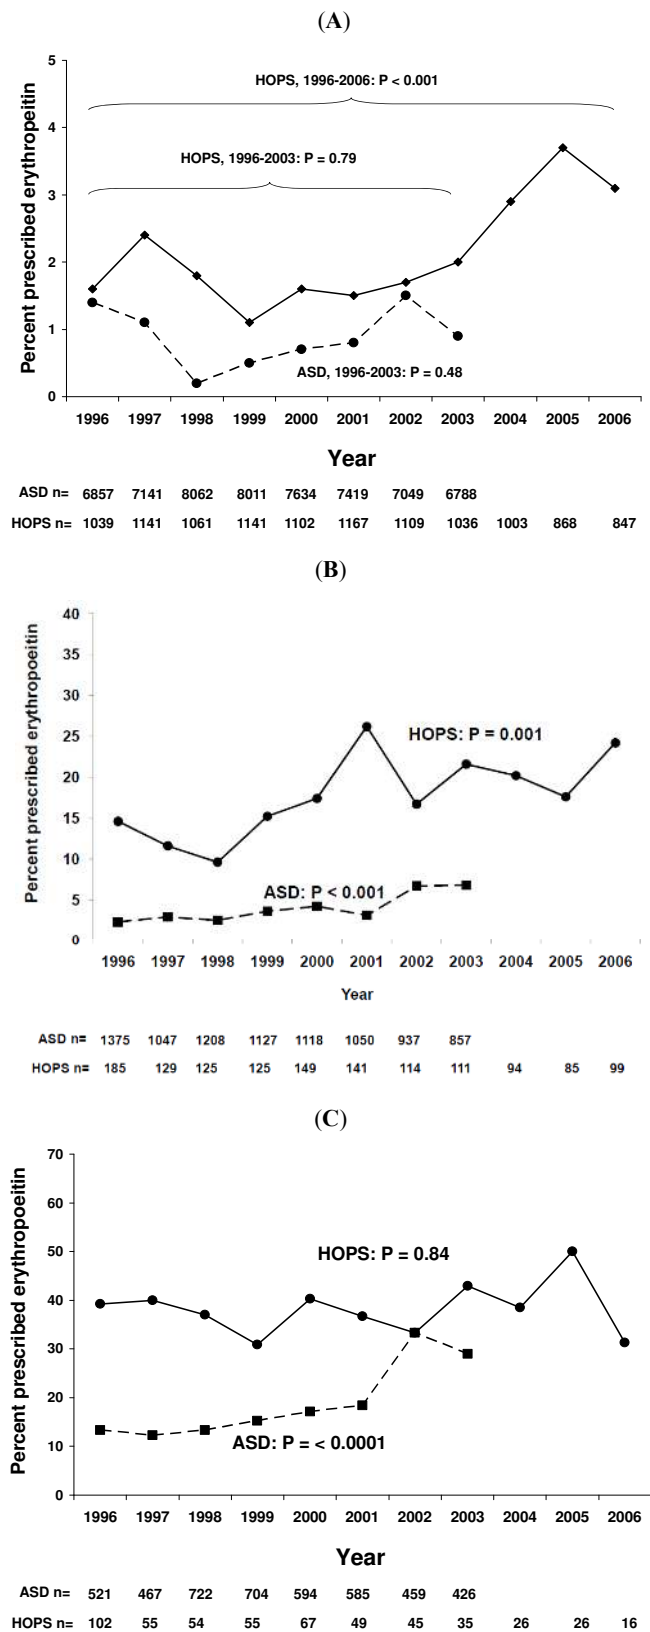 (A)
5
HOPS, 1996-2006: P < 0.001
4
HOPS, 1996-2003: P = 0.79
3
2
1
ASD, 1996-2003: P = 0.48
0
Percent prescribed erythropeitin
1996 1997 1998 1999 2000 2001 2002 2003 2004 2005 2006
Year
ASD n= 6857 7141 8062 8011 7634 7419 7049 6788
HOPS n= 1039 1141 1061 1141 1102 1167 1109 1036 1003 868 847
(B)
40
35
30
25
HOPS: P = 0.001
20
15
10
ASD: P < 0.001
5
0
Percent prescribed erythropoeitin
1996 1997 1998 1999 2000 2001 2002 2003 2004 2005 2006
Year
ASD n= 1375 1047 1208 1127 1118 1050 937 857
HOPS n= 185 129 125 125 149 141 114 111 94 85 99
(C)
70
60
50
HOPS: P = 0.84
40
30
20
ASD: P = < 0.0001
10
0
Percent prescribed erythropoeitin
1996 1997 1998 1999 2000 2001 2002 2003 2004 2005 2006
Year
ASD n= 521 467 722 704 594 585 459 426
HOPS n= 102 55 54 55 67 49 45 35 26 26 16